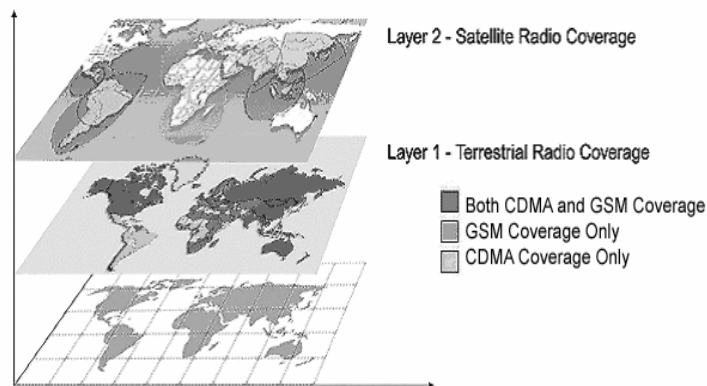 Layer 2 - Satellite Radio Coverage
Layer 1 - Terrestrial Radio Coverage
Both CDMA and GSM Coverage
GSM Coverage Only
CDMA Coverage Only